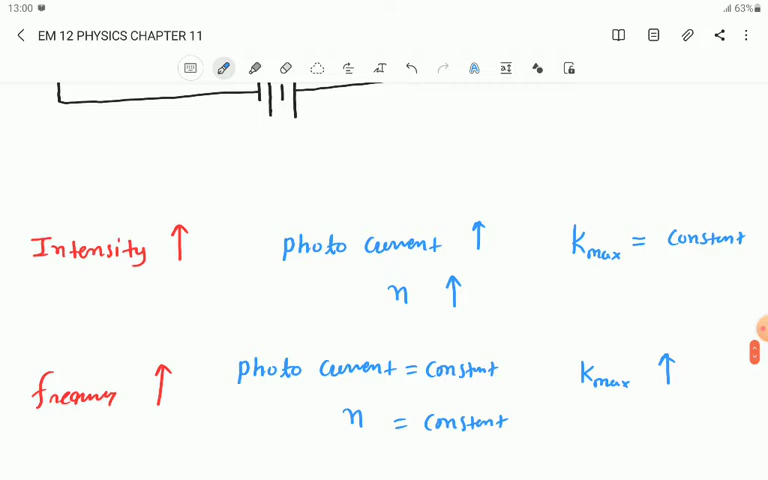 13:00
63%
EM 12 PHYSICS CHAPTER 11
Intensity ↑ photo current ↑ Kmax = constant
n ↑
frequency ↑ photo current = constant Kmax ↑
n = constant